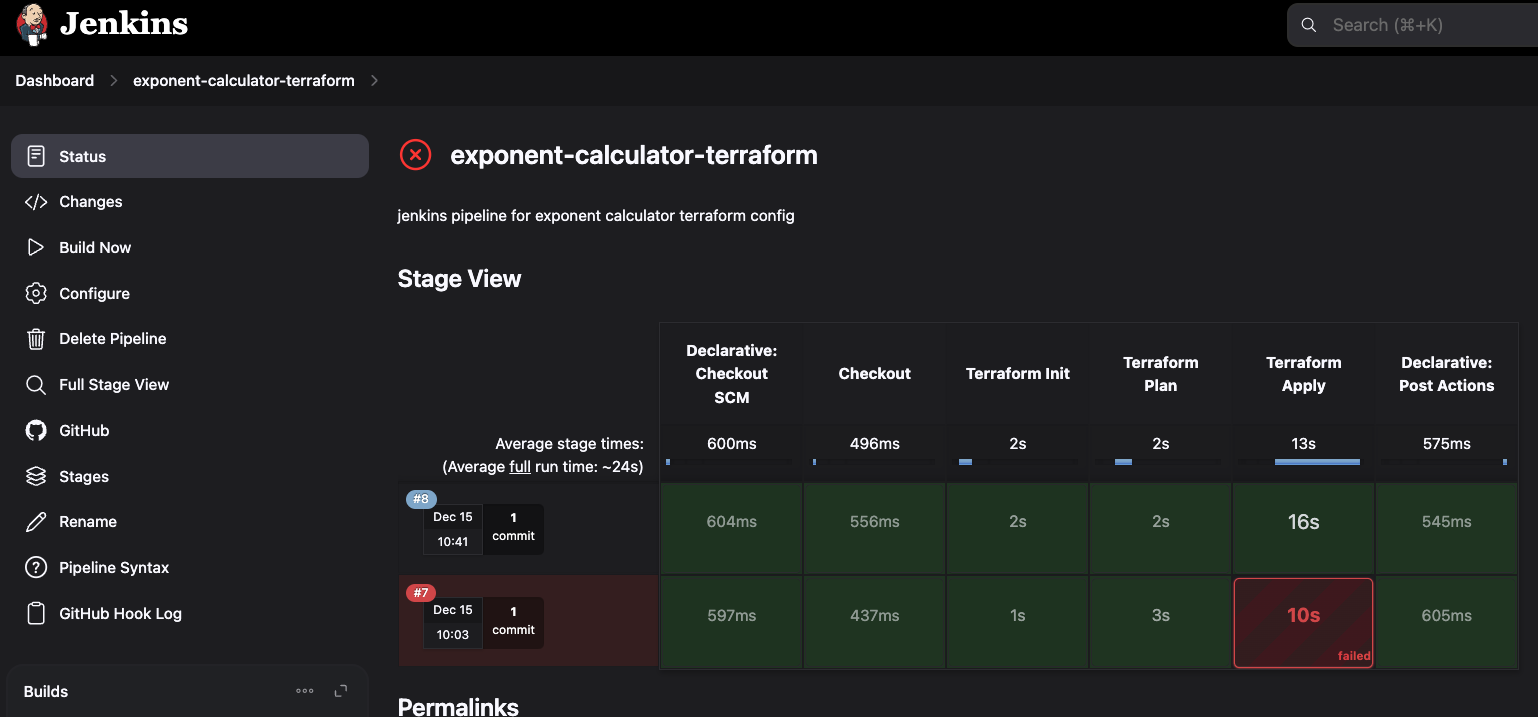 Jenkins
Search (⌘+K)
Dashboard
exponent-calculator-terraform
Status
Changes
Build Now
Configure
Delete Pipeline
Full Stage View
GitHub
Stages
Rename
Pipeline Syntax
GitHub Hook Log
Builds
exponent-calculator-terraform
jenkins pipeline for exponent calculator terraform config
Stage View
Declarative:
Checkout
SCM
Checkout
Terraform Init
Terraform
Plan
Terraform
Apply
Declarative:
Post Actions
Average stage times:
(Average full run time: ~24s)
600ms
496ms
2s
2s
13s
575ms
#8
Dec 15
10:41
1
commit
604ms
556ms
2s
2s
16s
545ms
#7
Dec 15
10:03
1
commit
597ms
437ms
1s
3s
10s
failed
605ms
Permalinks